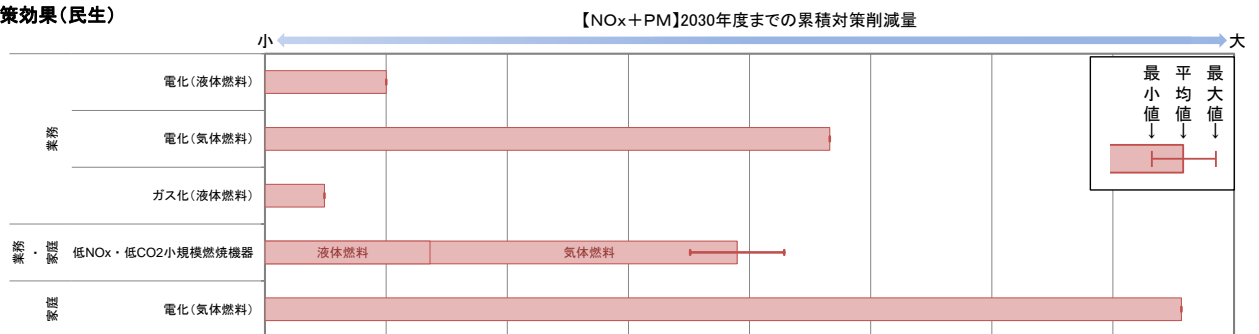 策効果(民生)
【NOx+PM】2030年度までの累積対策削減量
小
大
業務
電化(液体燃料)
電化(気体燃料)
ガス化(液体燃料)
業務・家庭
低NOx・低CO2小規模燃焼機器
液体燃料
気体燃料
家庭
電化(気体燃料)
最小値→
平均値→
最大値→